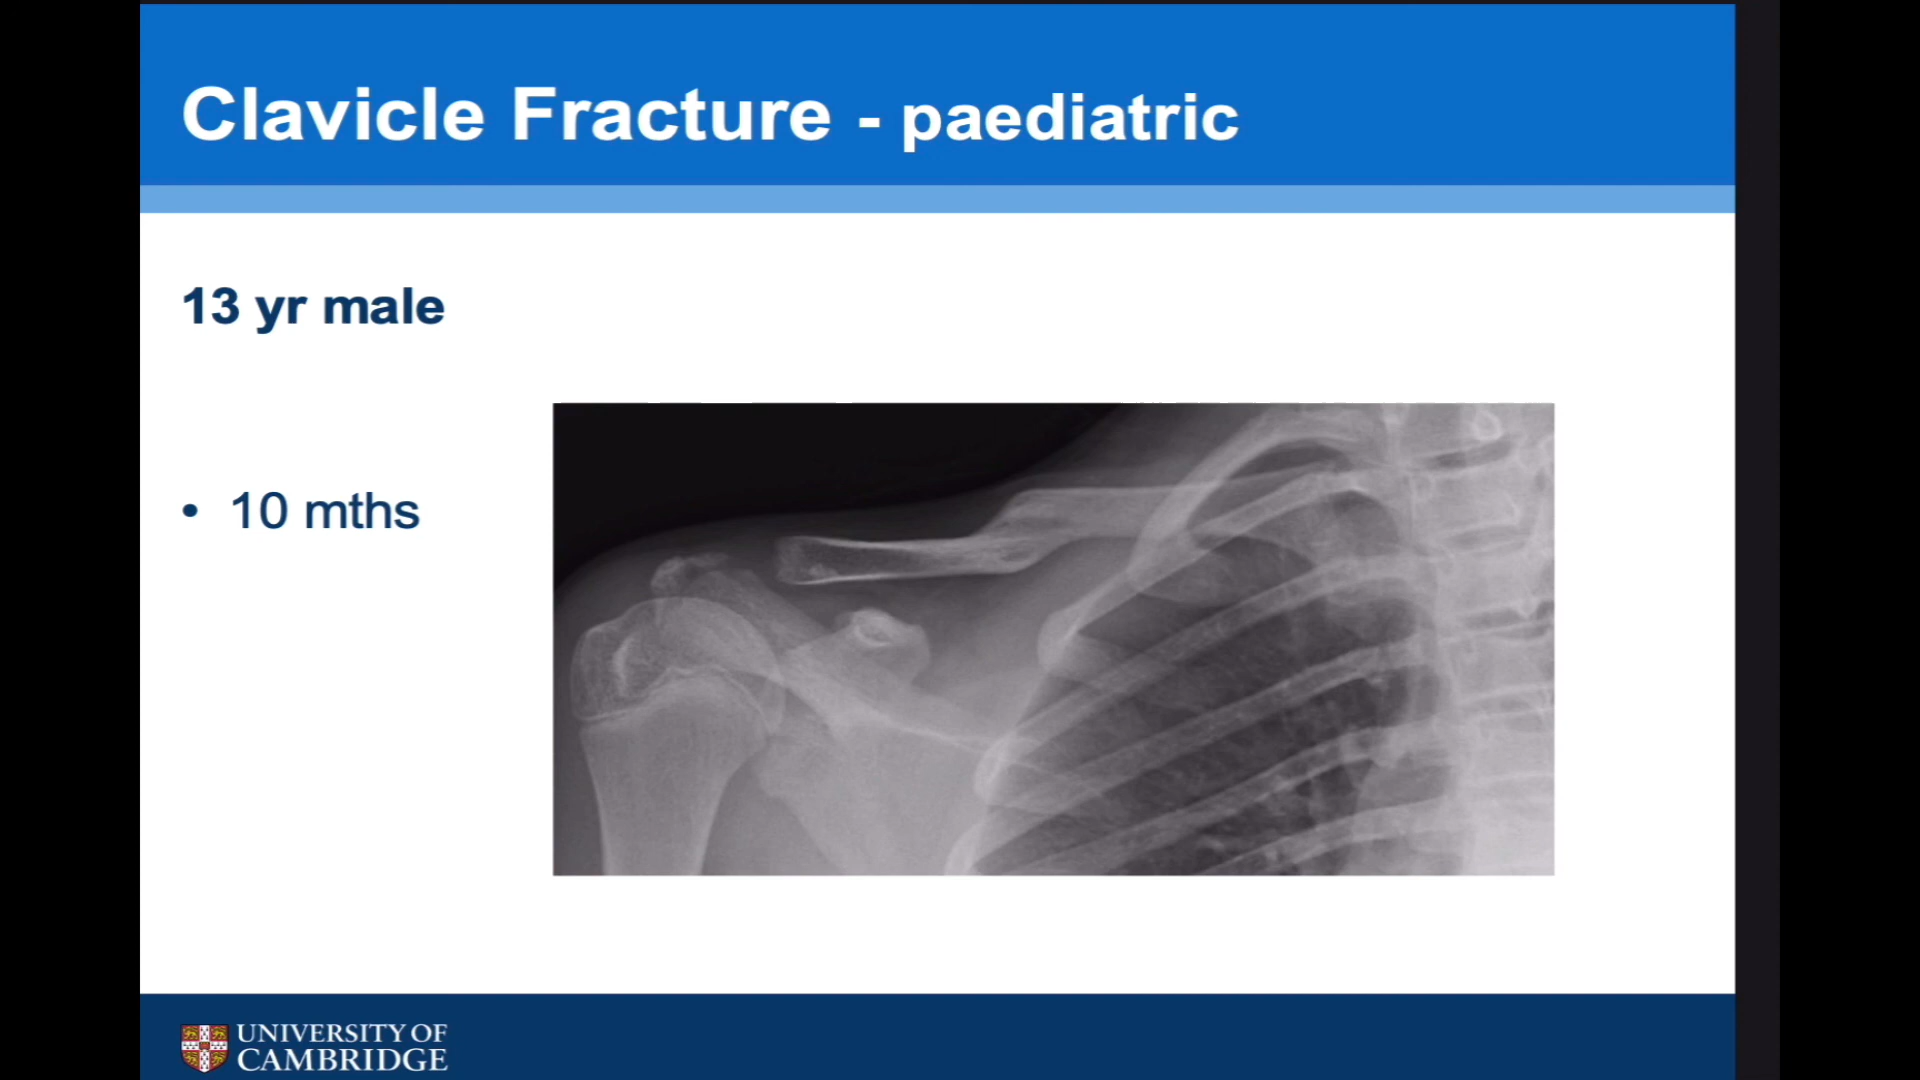 Clavicle Fracture - paediatric
13 yr male
• 10 mths
UNIVERSITY OF
CAMBRIDGE